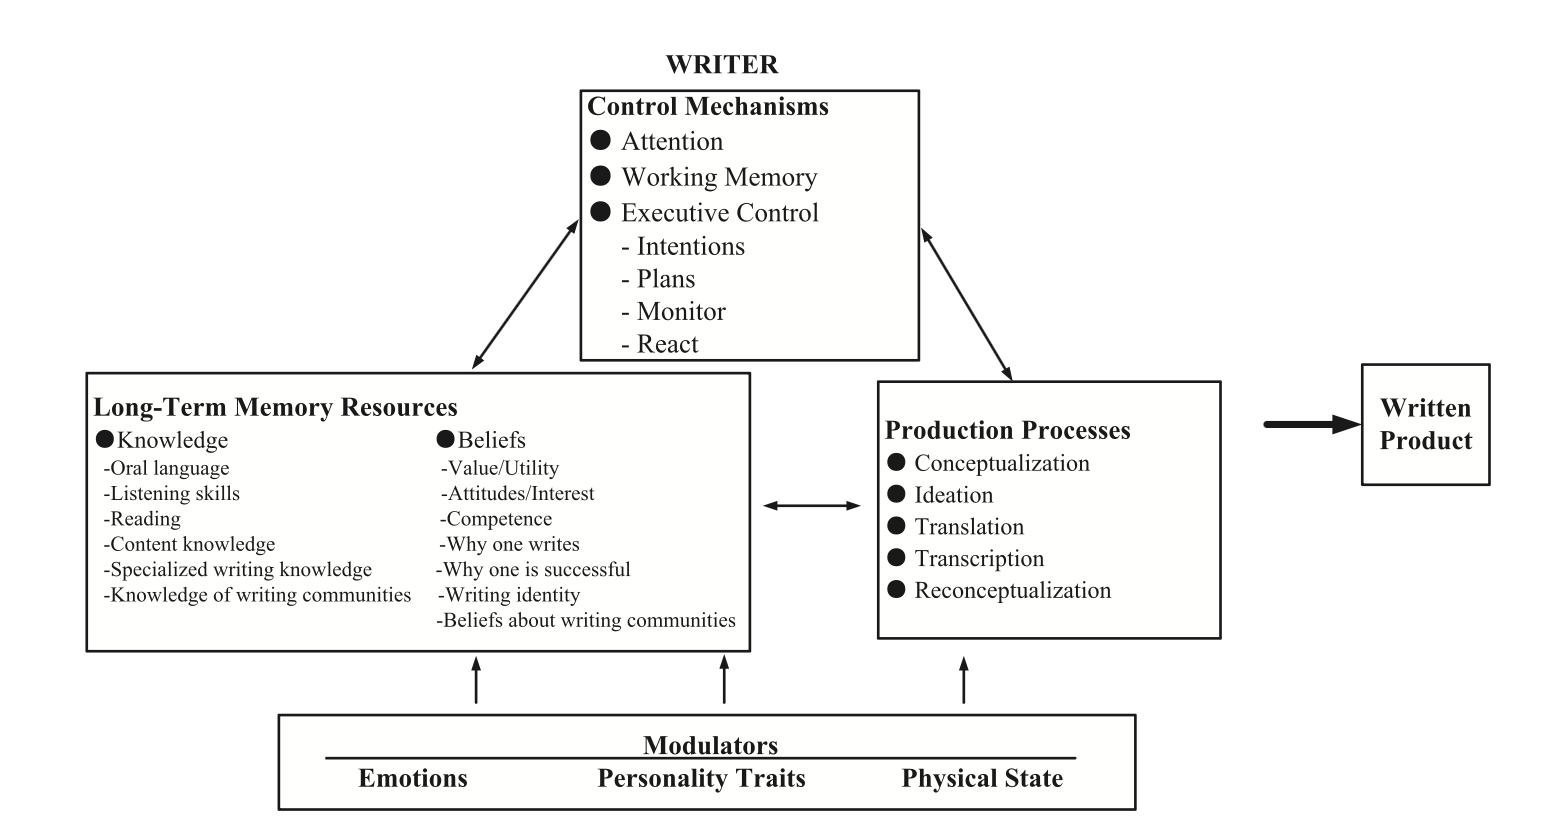 WRITER
Control Mechanisms
● Attention
● Working Memory
● Executive Control
- Intentions
- Plans
- Monitor
- React
Long-Term Memory Resources
● Knowledge
-Oral language
-Listening skills
-Reading
-Content knowledge
-Specialized writing knowledge
-Knowledge of writing communities
● Beliefs
-Value/Utility
-Attitudes/Interest
-Competence
-Why one writes
-Why one is successful
-Writing identity
-Beliefs about writing communities
Production Processes
● Conceptualization
● Ideation
● Translation
● Transcription
● Reconceptualization
Written
Product
Modulators
Emotions Personality Traits Physical State